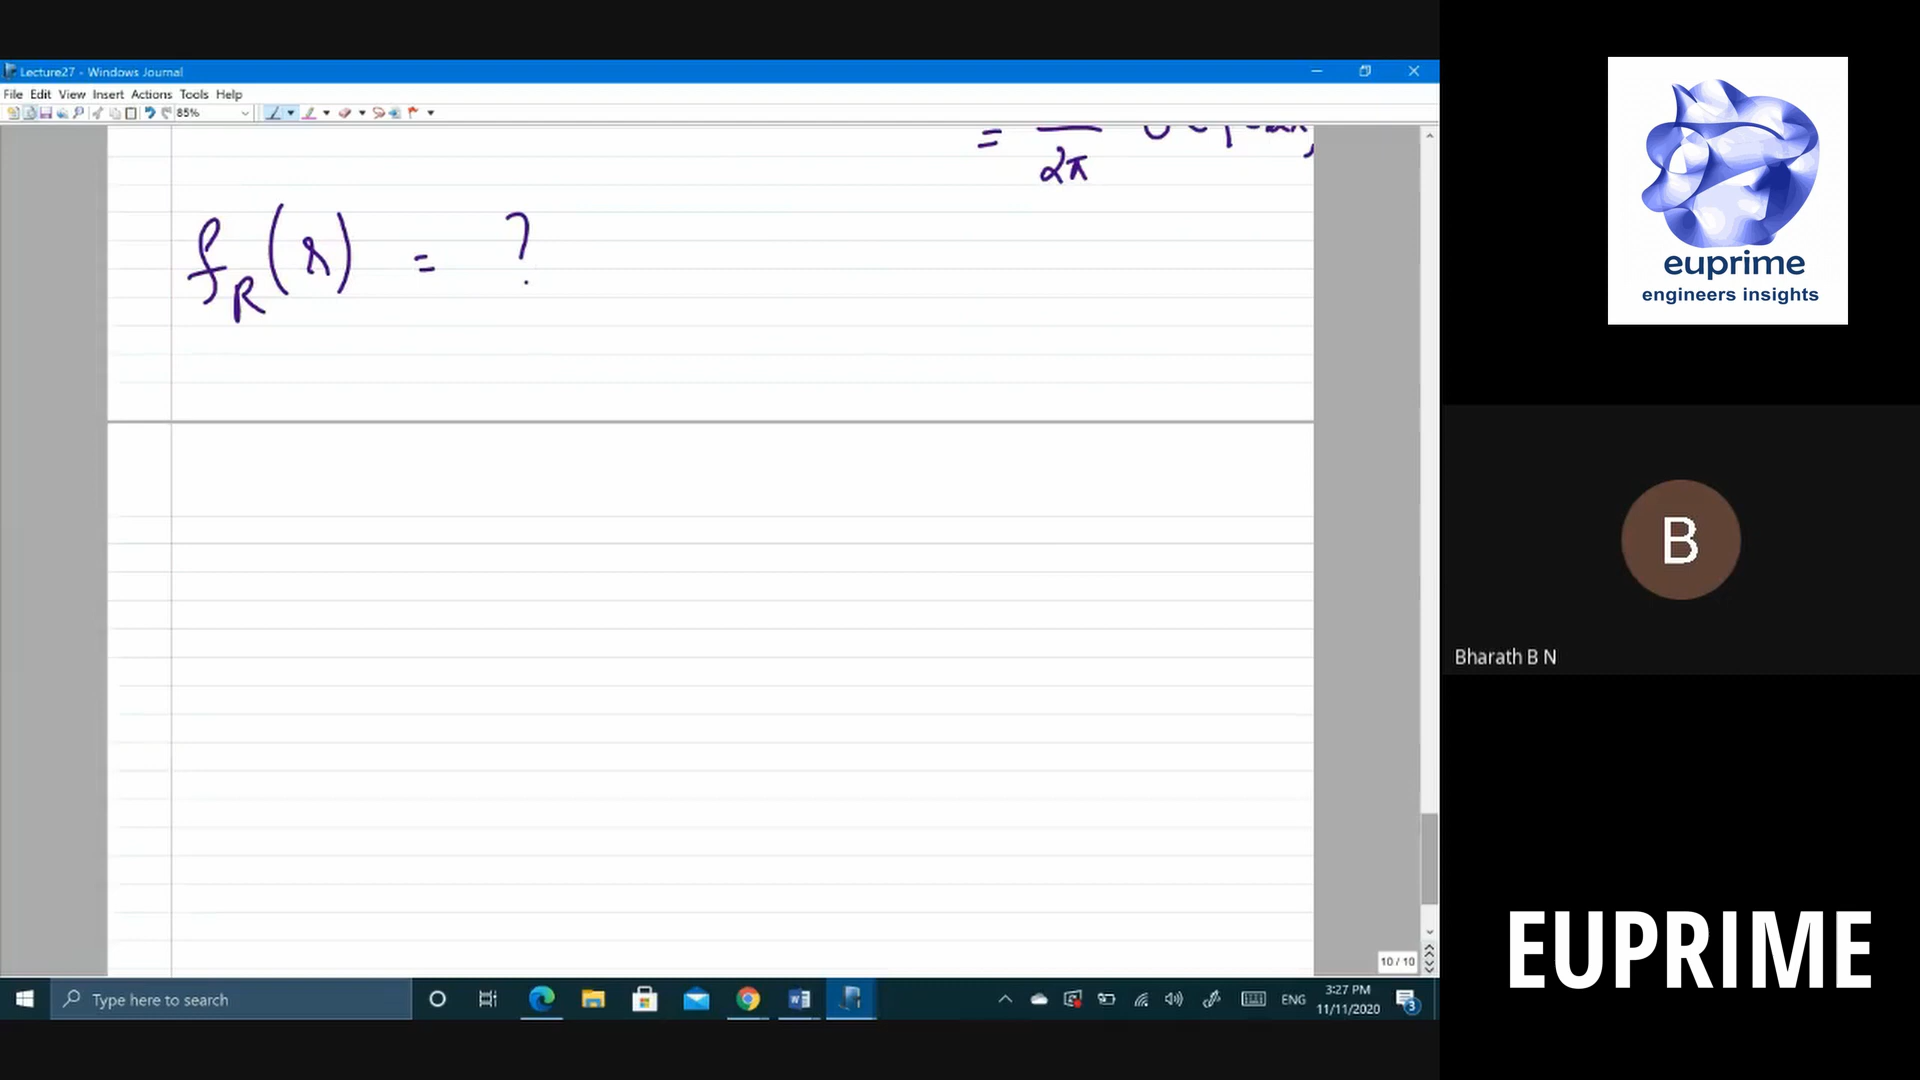 Lecture27 - Windows Journal
File Edit View Insert Actions Tools Help
85%
=
2π
f_R(r) = ?
10 / 10
Type here to search
ENG
3:27 PM
11/11/2020
3
euprime
engineers insights
B
Bharath B N
EUPRIME